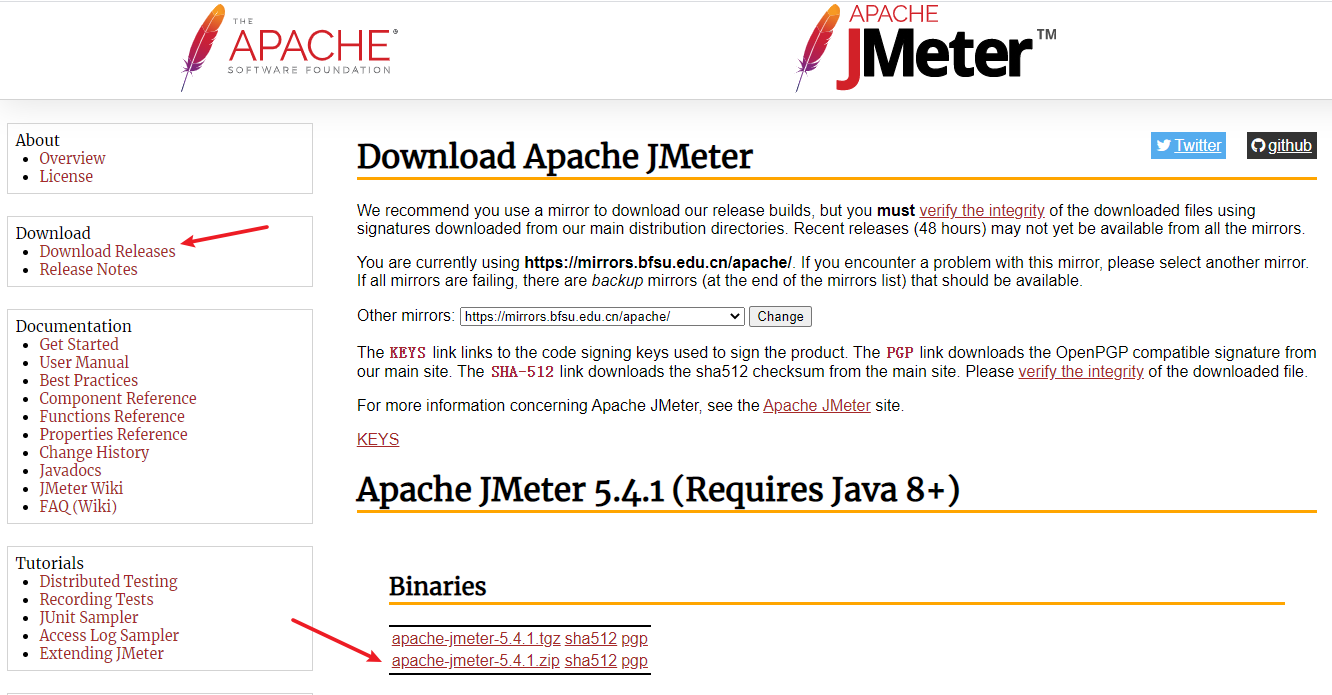 THE
APACHE®
SOFTWARE FOUNDATION
APACHE
JMeter™
About
Overview
License
Download
Download Releases
Release Notes
Documentation
Get Started
User Manual
Best Practices
Component Reference
Functions Reference
Properties Reference
Change History
Javadocs
JMeter Wiki
FAQ (Wiki)
Tutorials
Distributed Testing
Recording Tests
JUnit Sampler
Access Log Sampler
Extending JMeter
Twitter
github
Download Apache JMeter
We recommend you use a mirror to download our release builds, but you must verify the integrity of the downloaded files using
signatures downloaded from our main distribution directories. Recent releases (48 hours) may not yet be available from all the mirrors.
You are currently using https://mirrors.bfsu.edu.cn/apache/. If you encounter a problem with this mirror, please select another mirror.
If all mirrors are failing, there are backup mirrors (at the end of the mirrors list) that should be available.
Other mirrors: https://mirrors.bfsu.edu.cn/apache/ Change
The KEYS link links to the code signing keys used to sign the product. The PGP link downloads the OpenPGP compatible signature from
our main site. The SHA-512 link downloads the sha512 checksum from the main site. Please verify the integrity of the downloaded file.
For more information concerning Apache JMeter, see the Apache JMeter site.
KEYS
Apache JMeter 5.4.1 (Requires Java 8+)
Binaries
apache-jmeter-5.4.1.tgz sha512 pgp
apache-jmeter-5.4.1.zip sha512 pgp